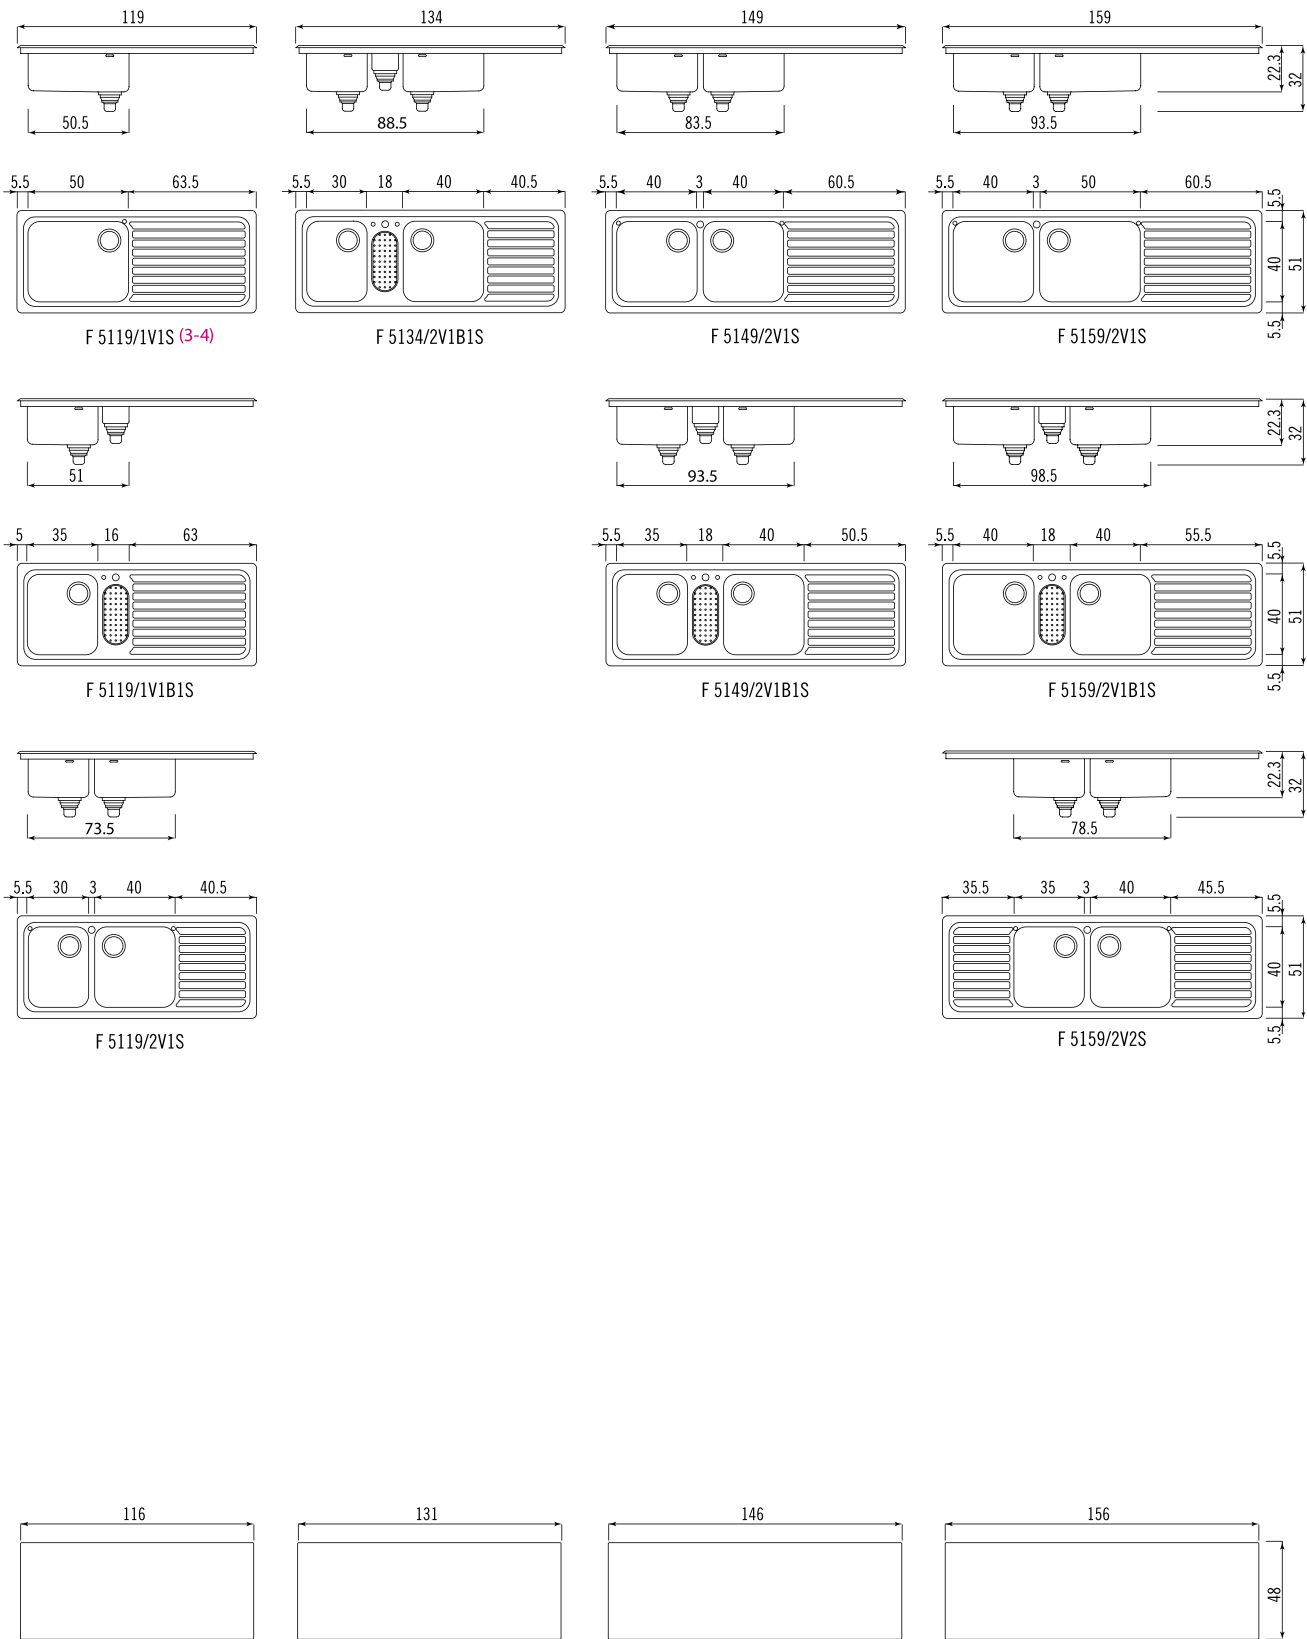 119 134 149 159
22.3 32
50.5 88.5 83.5 93.5
5.5 50 63.5 5.5 30 18 40 40.5 5.5 40 3 40 60.5 5.5 40 3 50 60.5
5.5 40 51 5.5
F 5119/1V1S (3-4) F 5134/2V1B1S F 5149/2V1S F 5159/2V1S
22.3 32
51 93.5 98.5
5 35 16 63 5.5 35 18 40 50.5 5.5 40 18 40 55.5
5.5 40 51 5.5
F 5119/1V1B1S F 5149/2V1B1S F 5159/2V1B1S
22.3 32
73.5 78.5
5.5 30 3 40 40.5 35.5 35 3 40 45.5
5.5 40 51 5.5
F 5119/2V1S F 5159/2V2S
116 131 146 156
48